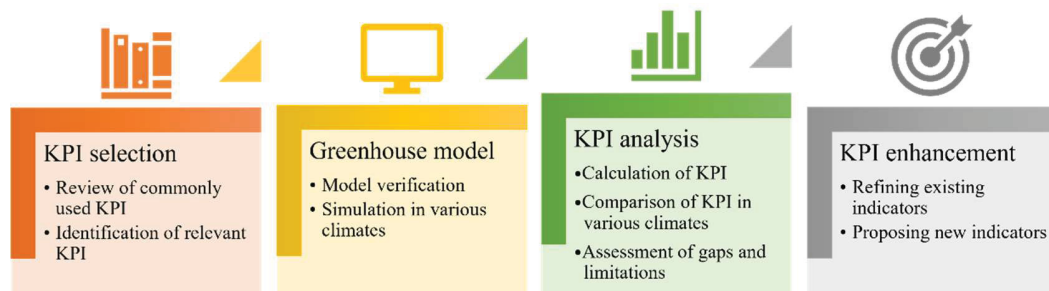 KPI selection
• Review of commonly
used KPI
• Identification of relevant
KPI
Greenhouse model
• Model verification
• Simulation in various
climates
KPI analysis
•Calculation of KPI
•Comparison of KPI in
various climates
•Assessment of gaps and
limitations
KPI enhancement
• Refining existing
indicators
• Proposing new indicators